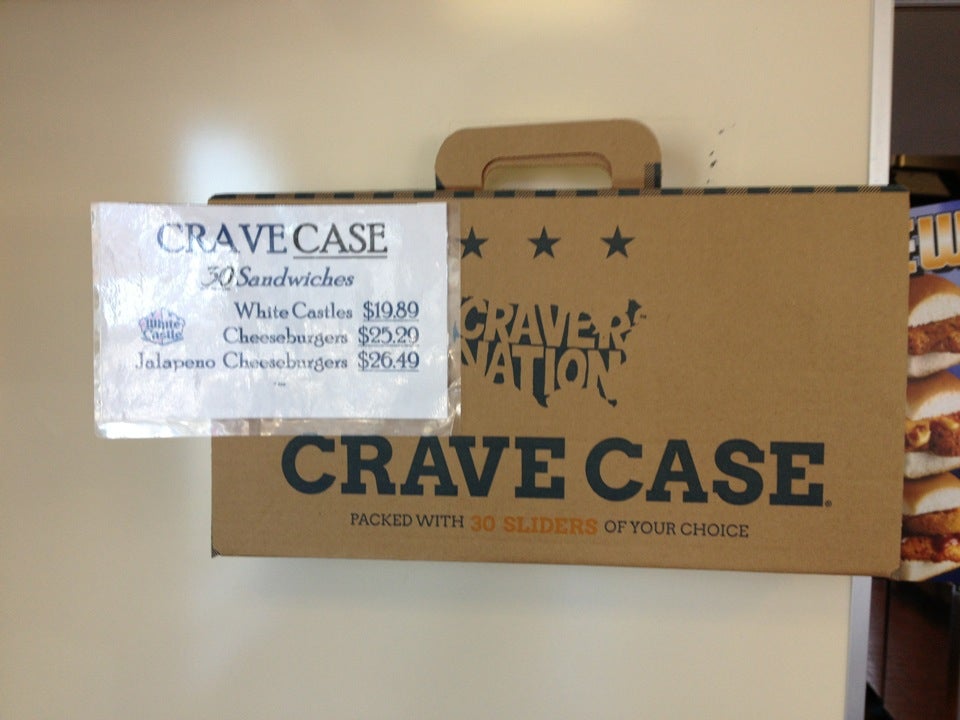 CRAVE CASE
30 Sandwiches
White Castles $19.89
Cheeseburgers $25.29
Jalapeno Cheeseburgers $26.49
White Castle
CRAVER NATION
CRAVE CASE®
PACKED WITH 30 SLIDERS OF YOUR CHOICE